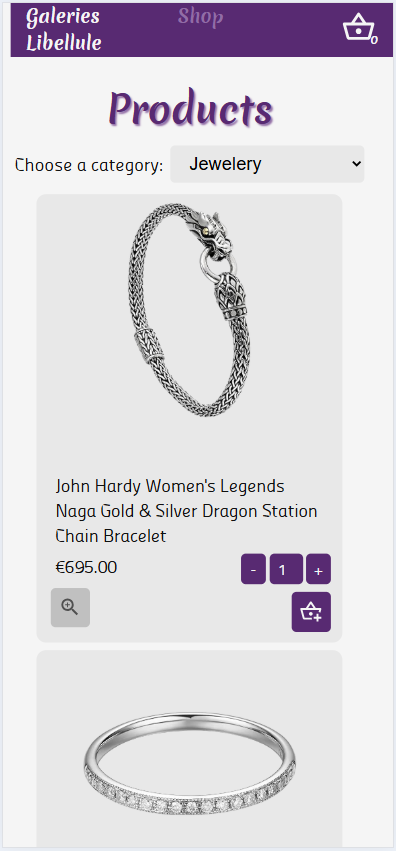 Galeries
Libellule
Shop
0
Products
Choose a category: Jewelery
John Hardy Women's Legends
Naga Gold & Silver Dragon Station
Chain Bracelet
€695.00 - 1 +